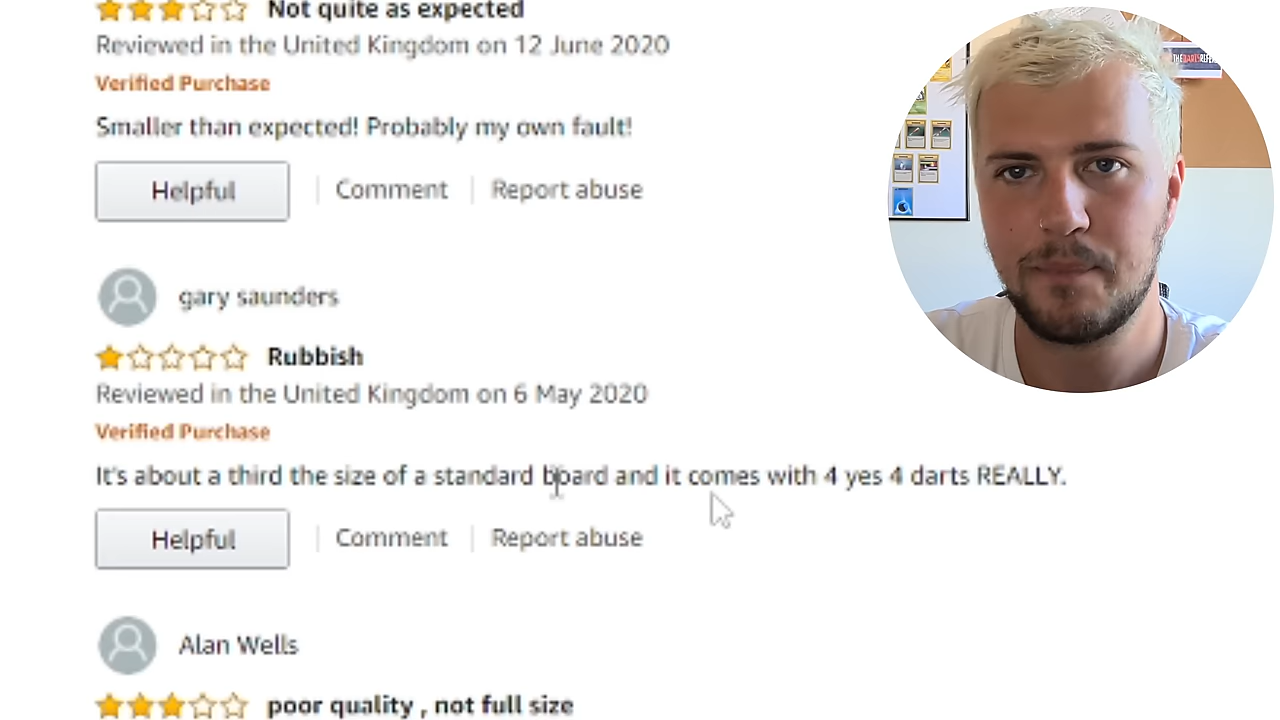 Not quite as expected
Reviewed in the United Kingdom on 12 June 2020
Verified Purchase
Smaller than expected! Probably my own fault!
Helpful
Comment
Report abuse
gary saunders
Rubbish
Reviewed in the United Kingdom on 6 May 2020
Verified Purchase
It's about a third the size of a standard board and it comes with 4 yes 4 darts REALLY.
Helpful
Comment
Report abuse
Alan Wells
poor quality , not full size